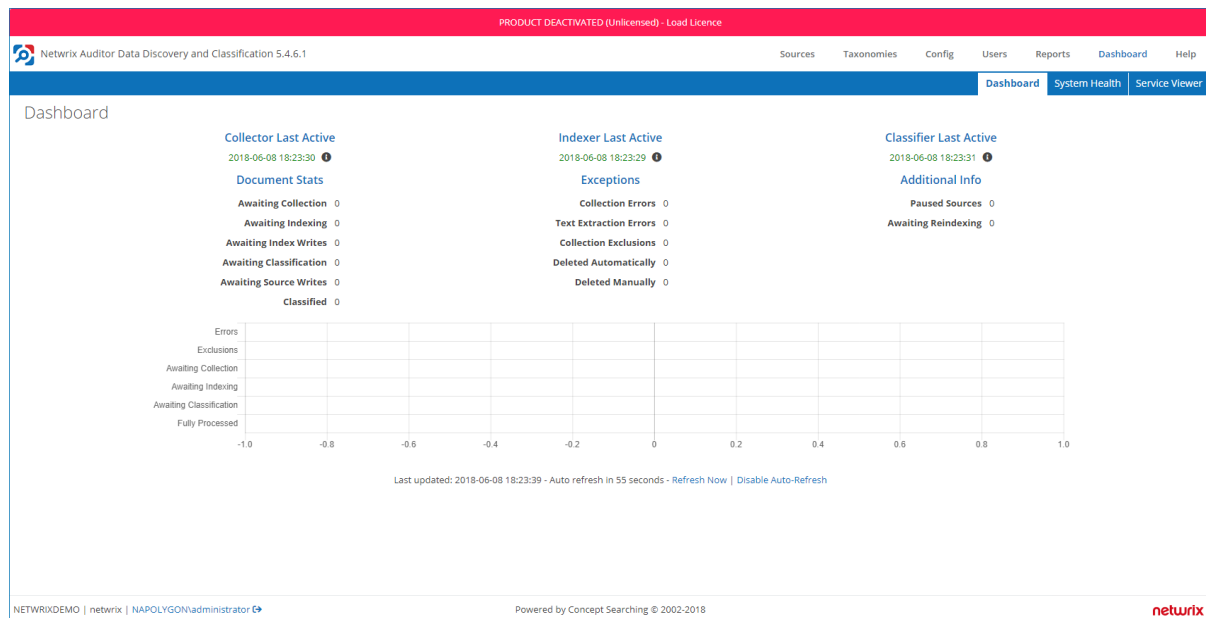 PRODUCT DEACTIVATED (Unlicensed) - Load Licence
Netwrix Auditor Data Discovery and Classification 5.4.6.1
Sources Taxonomies Config Users Reports Dashboard Help
Dashboard System Health Service Viewer
Dashboard
Collector Last Active Indexer Last Active Classifier Last Active
2018-06-08 18:23:30 2018-06-08 18:23:29 2018-06-08 18:23:31
Document Stats Exceptions Additional Info
Awaiting Collection 0 Collection Errors 0 Paused Sources 0
Awaiting Indexing 0 Text Extraction Errors 0 Awaiting Reindexing 0
Awaiting Index Writes 0 Collection Exclusions 0
Awaiting Classification 0 Deleted Automatically 0
Awaiting Source Writes 0 Deleted Manually 0
Classified 0
Errors
Exclusions
Awaiting Collection
Awaiting Indexing
Awaiting Classification
Fully Processed
-1.0 -0.8 -0.6 -0.4 -0.2 0 0.2 0.4 0.6 0.8 1.0
Last updated: 2018-06-08 18:23:39 - Auto refresh in 55 seconds - Refresh Now | Disable Auto-Refresh
NETWRIXDEMO | netwrix | NAPOLYGON\administrator Powered by Concept Searching © 2002-2018 netwrix